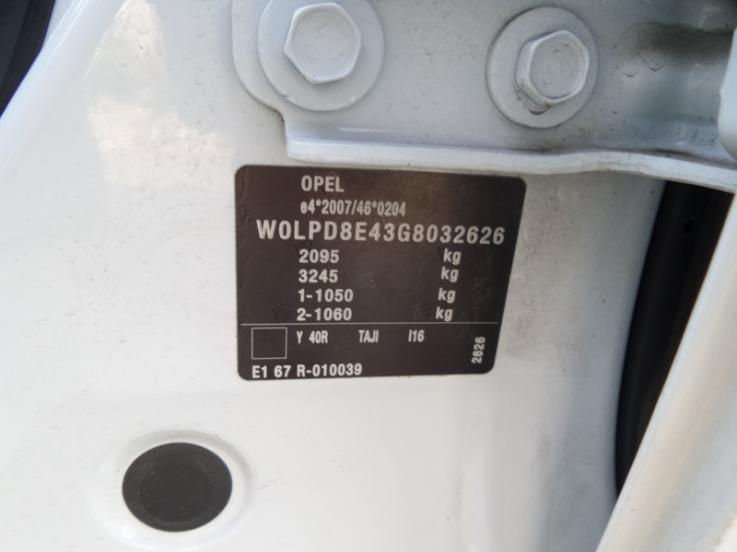 OPEL
e4*2007/46*0204
W0LPD8E43G8032626
2095 kg
3245 kg
1-1050 kg
2-1060 kg
Y 40R TAJI I16
2626
E1 67 R-010039